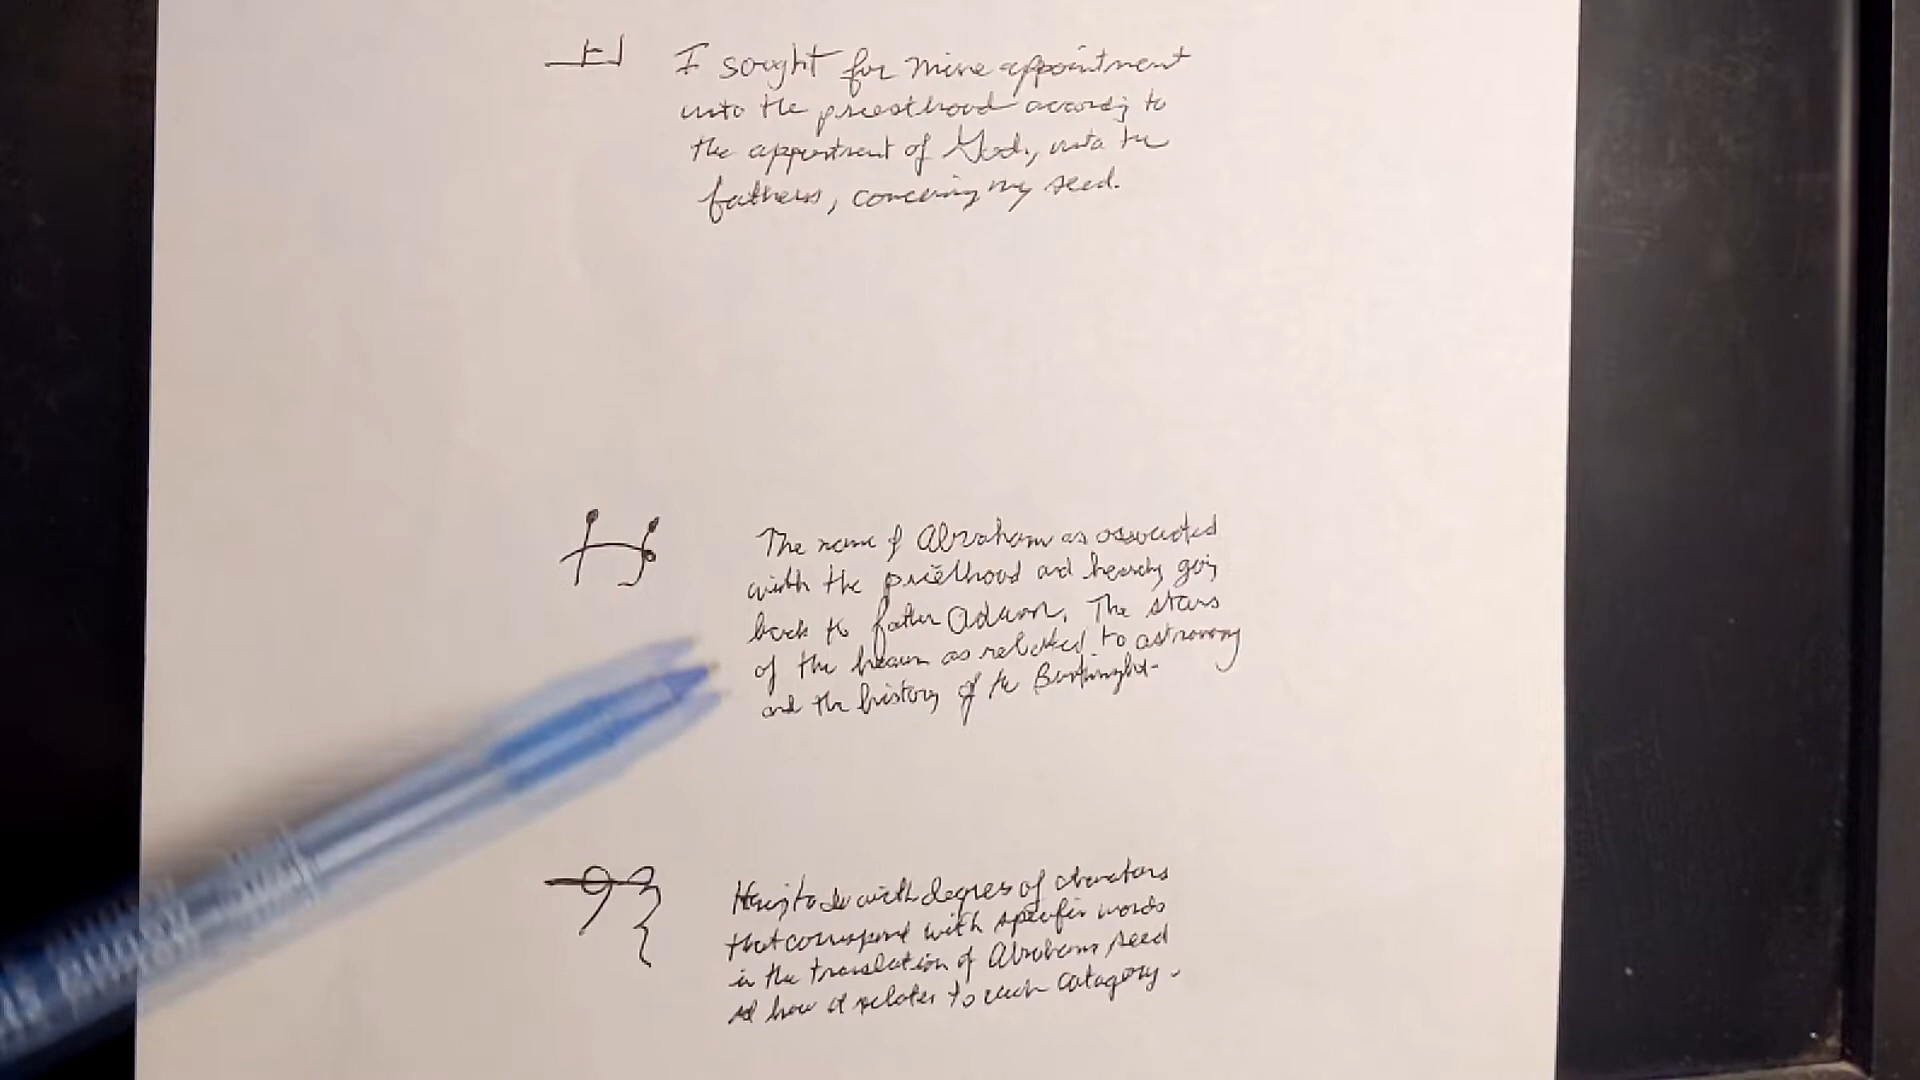 I sought for mine appointment
unto the priesthood according to
the appointment of God, unto the
fathers, concerning my seed.
The name of Abraham as associated
with the priesthood and going
back to father Adam. The stars
of the heaven as related to astronomy
and the history of the
Having to do with degrees of characters
that correspond with specific words
in the translation of Abrahams seed
and how it relates to each catagory.